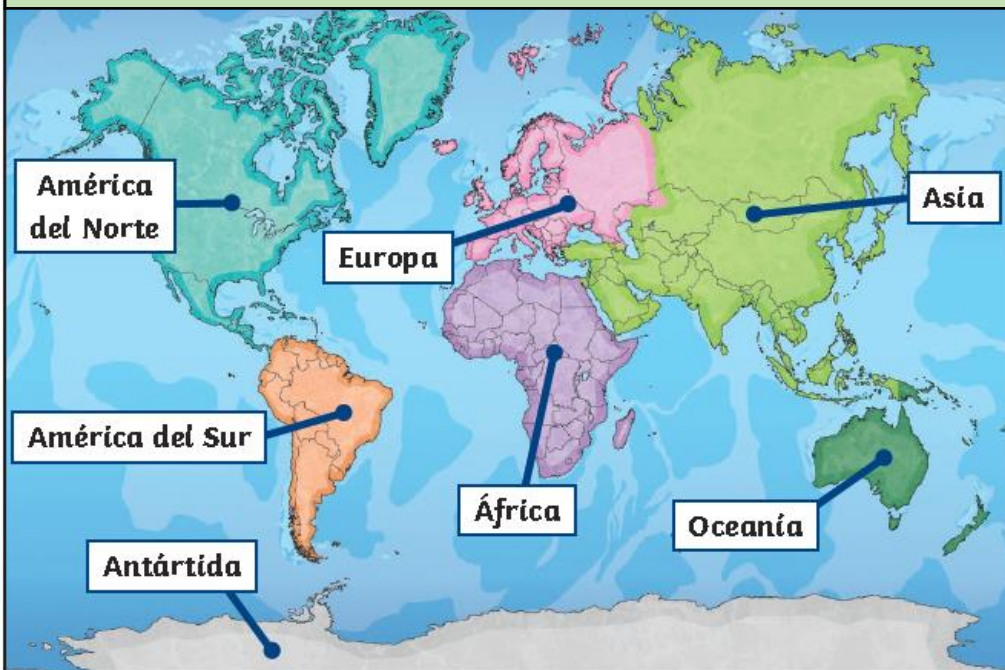 América
del Norte
Europa
Asia
América del Sur
África
Oceanía
Antártida